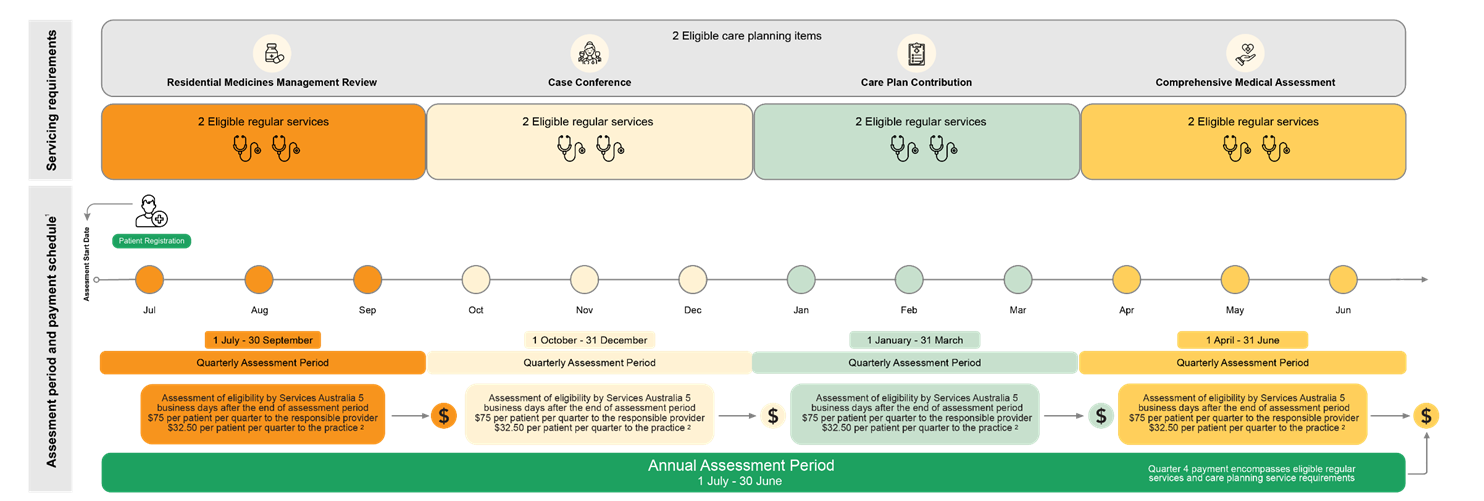 Servicing requirements
2 Eligible care planning items
Residential Medicines Management Review
Case Conference
Care Plan Contribution
Comprehensive Medical Assessment
2 Eligible regular services
2 Eligible regular services
2 Eligible regular services
2 Eligible regular services
Assessment period and payment schedule¹
Assesment Start Date
Patient Registration
Jul
Aug
Sep
Oct
Nov
Dec
Jan
Feb
Mar
Apr
May
Jun
1 July - 30 September
1 October - 31 December
1 January - 31 March
1 April - 31 June
Quarterly Assessment Period
Quarterly Assessment Period
Quarterly Assessment Period
Quarterly Assessment Period
Assessment of eligibility by Services Australia 5
business days after the end of assessment period
$75 per patient per quarter to the responsible provider
$32.50 per patient per quarter to the practice ²
$
Assessment of eligibility by Services Australia 5
business days after the end of assessment period
$75 per patient per quarter to the responsible provider
$32.50 per patient per quarter to the practice ²
$
Assessment of eligibility by Services Australia 5
business days after the end of assessment period
$75 per patient per quarter to the responsible provider
$32.50 per patient per quarter to the practice ²
$
Assessment of eligibility by Services Australia 5
business days after the end of assessment period
$75 per patient per quarter to the responsible provider
$32.50 per patient per quarter to the practice ²
$
Annual Assessment Period
1 July - 30 June
Quarter 4 payment encompasses eligible regular
services and care planning service requirements